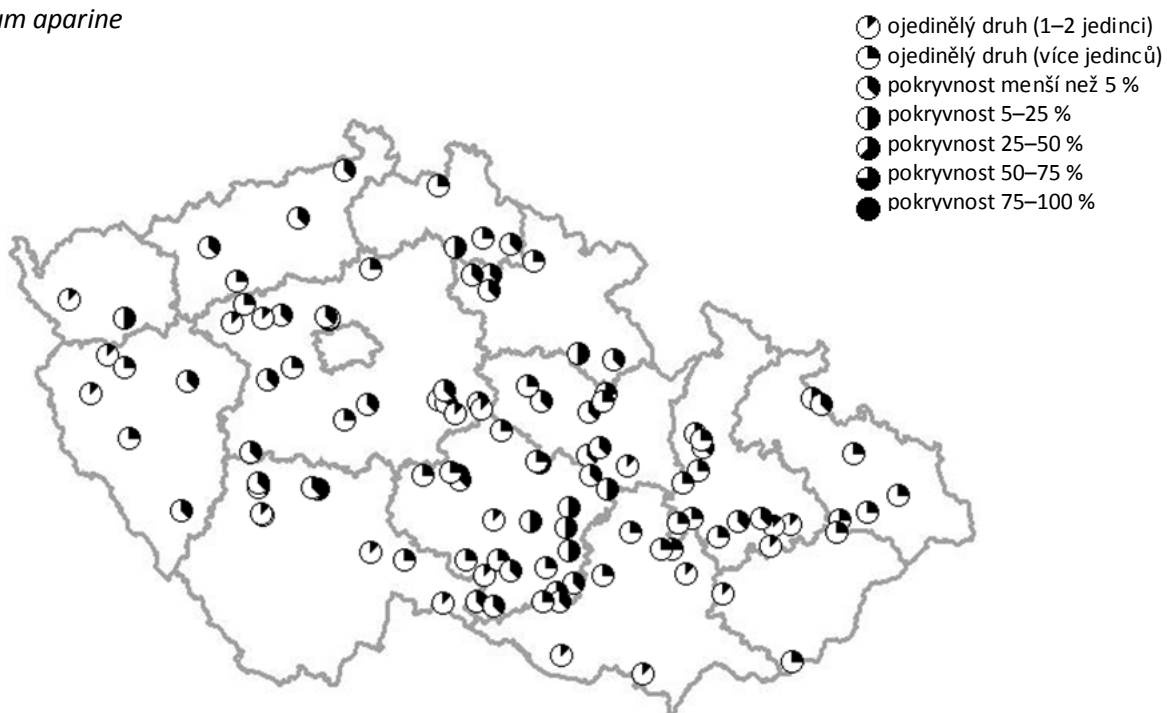 um aparine
ojedinělý druh (1–2 jedinci)
ojedinělý druh (více jedinců)
pokryvnost menší než 5 %
pokryvnost 5–25 %
pokryvnost 25–50 %
pokryvnost 50–75 %
pokryvnost 75–100 %